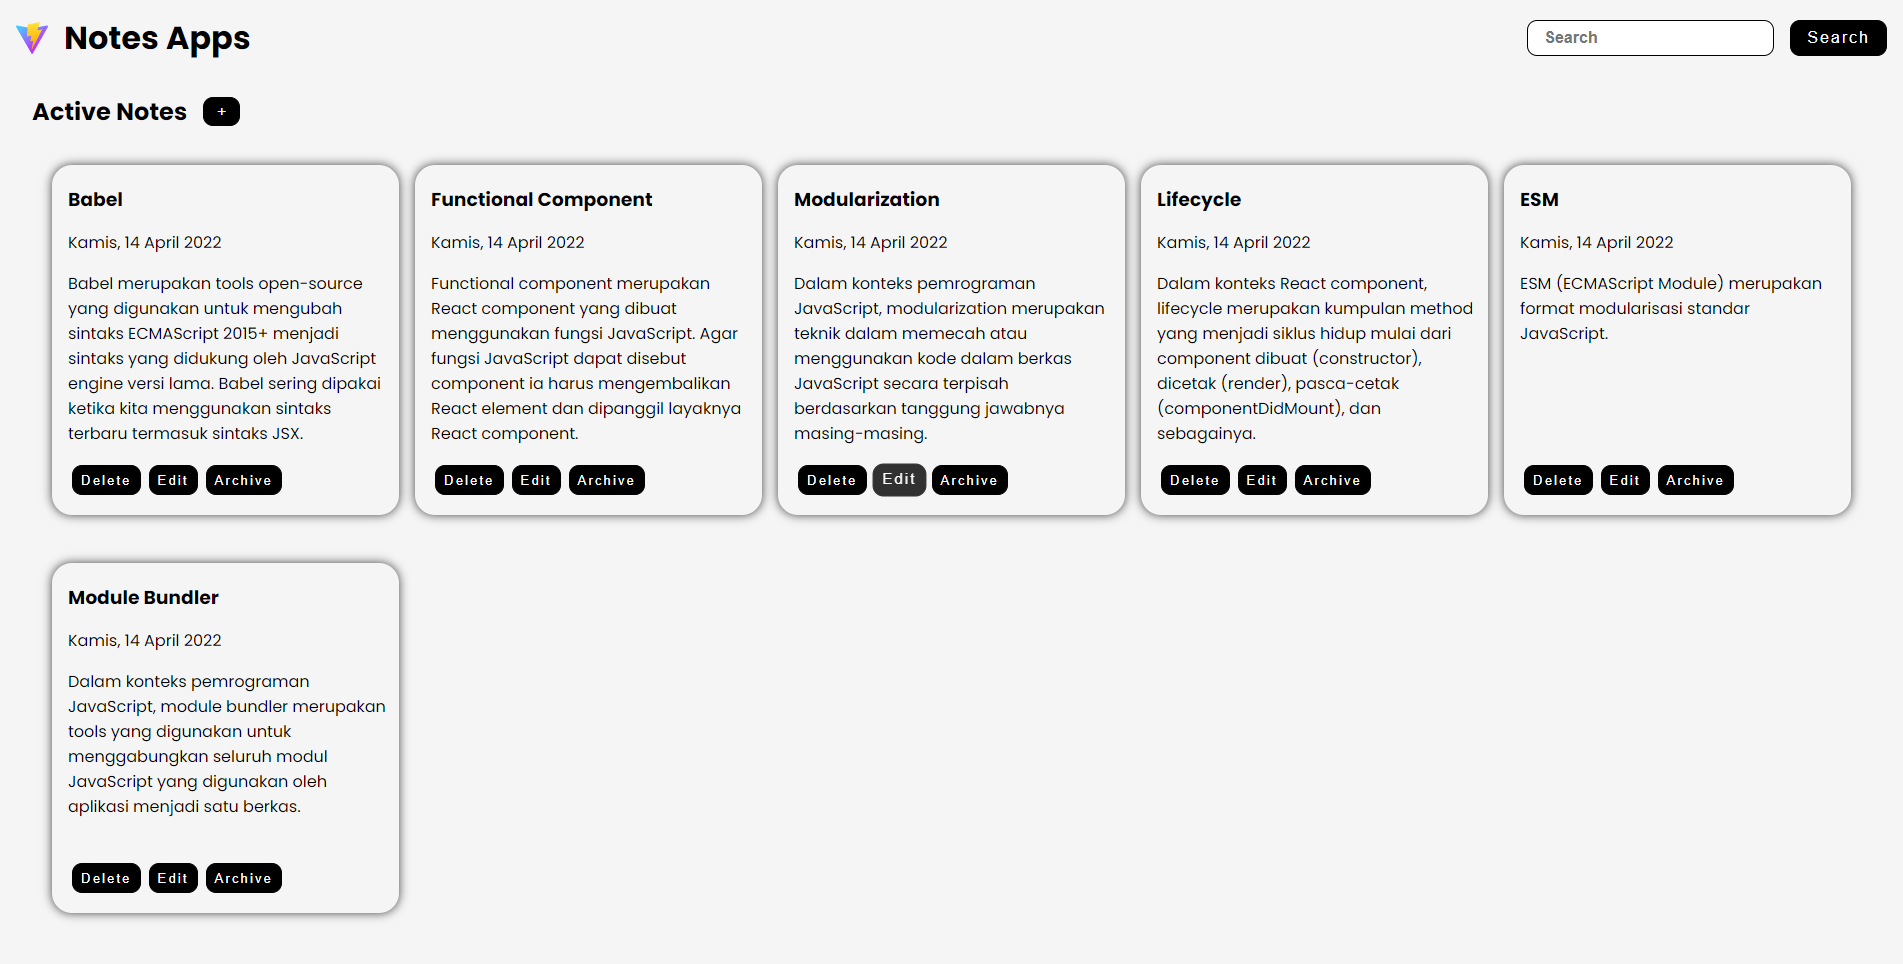 Notes Apps
Search
Search
Active Notes
+
Babel
Kamis, 14 April 2022
Babel merupakan tools open-source
yang digunakan untuk mengubah
sintaks ECMAScript 2015+ menjadi
sintaks yang didukung oleh JavaScript
engine versi lama. Babel sering dipakai
ketika kita menggunakan sintaks
terbaru termasuk sintaks JSX.
Delete
Edit
Archive
Functional Component
Kamis, 14 April 2022
Functional component merupakan
React component yang dibuat
menggunakan fungsi JavaScript. Agar
fungsi JavaScript dapat disebut
component ia harus mengembalikan
React element dan dipanggil layaknya
React component.
Delete
Edit
Archive
Modularization
Kamis, 14 April 2022
Dalam konteks pemrograman
JavaScript, modularization merupakan
teknik dalam memecah atau
menggunakan kode dalam berkas
JavaScript secara terpisah
berdasarkan tanggung jawabnya
masing-masing.
Delete
Edit
Archive
Lifecycle
Kamis, 14 April 2022
Dalam konteks React component,
lifecycle merupakan kumpulan method
yang menjadi siklus hidup mulai dari
component dibuat (constructor),
dicetak (render), pasca-cetak
(componentDidMount), dan
sebagainya.
Delete
Edit
Archive
ESM
Kamis, 14 April 2022
ESM (ECMAScript Module) merupakan
format modularisasi standar
JavaScript.
Delete
Edit
Archive
Module Bundler
Kamis, 14 April 2022
Dalam konteks pemrograman
JavaScript, module bundler merupakan
tools yang digunakan untuk
menggabungkan seluruh modul
JavaScript yang digunakan oleh
aplikasi menjadi satu berkas.
Delete
Edit
Archive